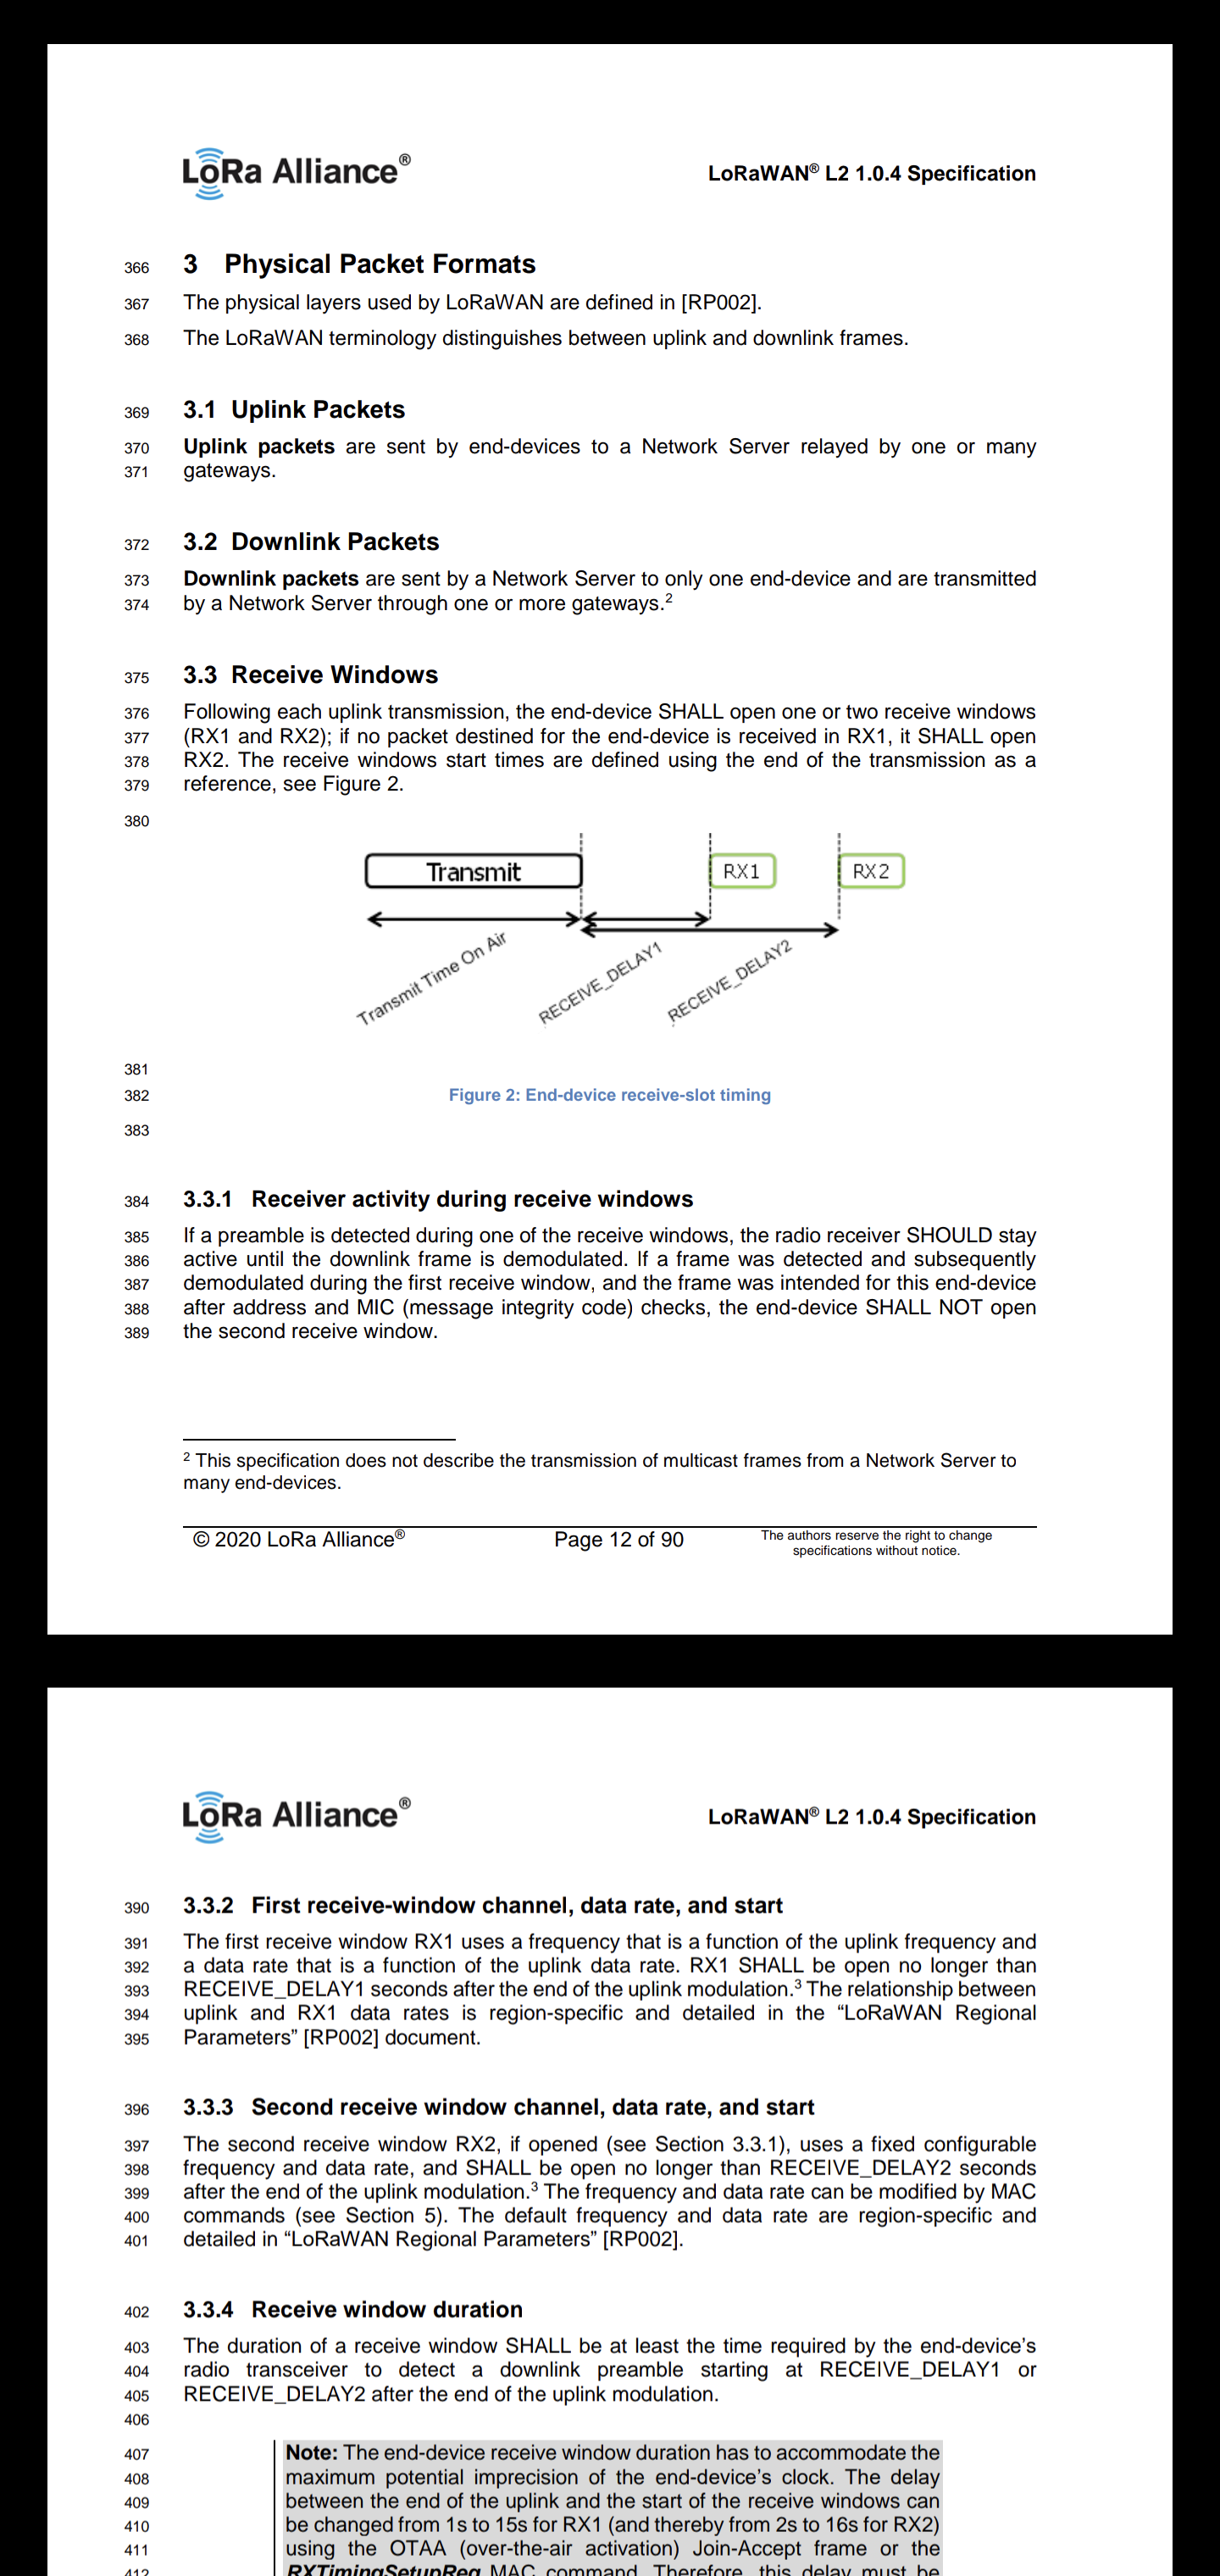 LoRa Alliance®
LoRaWAN® L2 1.0.4 Specification
366 3 Physical Packet Formats
367 The physical layers used by LoRaWAN are defined in [RP002].
368 The LoRaWAN terminology distinguishes between uplink and downlink frames.
369 3.1 Uplink Packets
370 Uplink packets are sent by end-devices to a Network Server relayed by one or many
371 gateways.
372 3.2 Downlink Packets
373 Downlink packets are sent by a Network Server to only one end-device and are transmitted
374 by a Network Server through one or more gateways.²
375 3.3 Receive Windows
376 Following each uplink transmission, the end-device SHALL open one or two receive windows
377 (RX1 and RX2); if no packet destined for the end-device is received in RX1, it SHALL open
378 RX2. The receive windows start times are defined using the end of the transmission as a
379 reference, see Figure 2.
380
Transmit
RX1
RX2
Transmit Time On Air
RECEIVE_DELAY1
RECEIVE_DELAY2
381
382 Figure 2: End-device receive-slot timing
383
384 3.3.1 Receiver activity during receive windows
385 If a preamble is detected during one of the receive windows, the radio receiver SHOULD stay
386 active until the downlink frame is demodulated. If a frame was detected and subsequently
387 demodulated during the first receive window, and the frame was intended for this end-device
388 after address and MIC (message integrity code) checks, the end-device SHALL NOT open
389 the second receive window.
² This specification does not describe the transmission of multicast frames from a Network Server to
many end-devices.
© 2020 LoRa Alliance®
Page 12 of 90
The authors reserve the right to change
specifications without notice.
LoRa Alliance®
LoRaWAN® L2 1.0.4 Specification
390 3.3.2 First receive-window channel, data rate, and start
391 The first receive window RX1 uses a frequency that is a function of the uplink frequency and
392 a data rate that is a function of the uplink data rate. RX1 SHALL be open no longer than
393 RECEIVE_DELAY1 seconds after the end of the uplink modulation.³ The relationship between
394 uplink and RX1 data rates is region-specific and detailed in the “LoRaWAN Regional
395 Parameters” [RP002] document.
396 3.3.3 Second receive window channel, data rate, and start
397 The second receive window RX2, if opened (see Section 3.3.1), uses a fixed configurable
398 frequency and data rate, and SHALL be open no longer than RECEIVE_DELAY2 seconds
399 after the end of the uplink modulation.³ The frequency and data rate can be modified by MAC
400 commands (see Section 5). The default frequency and data rate are region-specific and
401 detailed in “LoRaWAN Regional Parameters” [RP002].
402 3.3.4 Receive window duration
403 The duration of a receive window SHALL be at least the time required by the end-device’s
404 radio transceiver to detect a downlink preamble starting at RECEIVE_DELAY1 or
405 RECEIVE_DELAY2 after the end of the uplink modulation.
406
407 Note: The end-device receive window duration has to accommodate the
408 maximum potential imprecision of the end-device’s clock. The delay
409 between the end of the uplink and the start of the receive windows can
410 be changed from 1s to 15s for RX1 (and thereby from 2s to 16s for RX2)
411 using the OTAA (over-the-air activation) Join-Accept frame or the
412 RXTimingSetupReq MAC command. Therefore, this delay must be